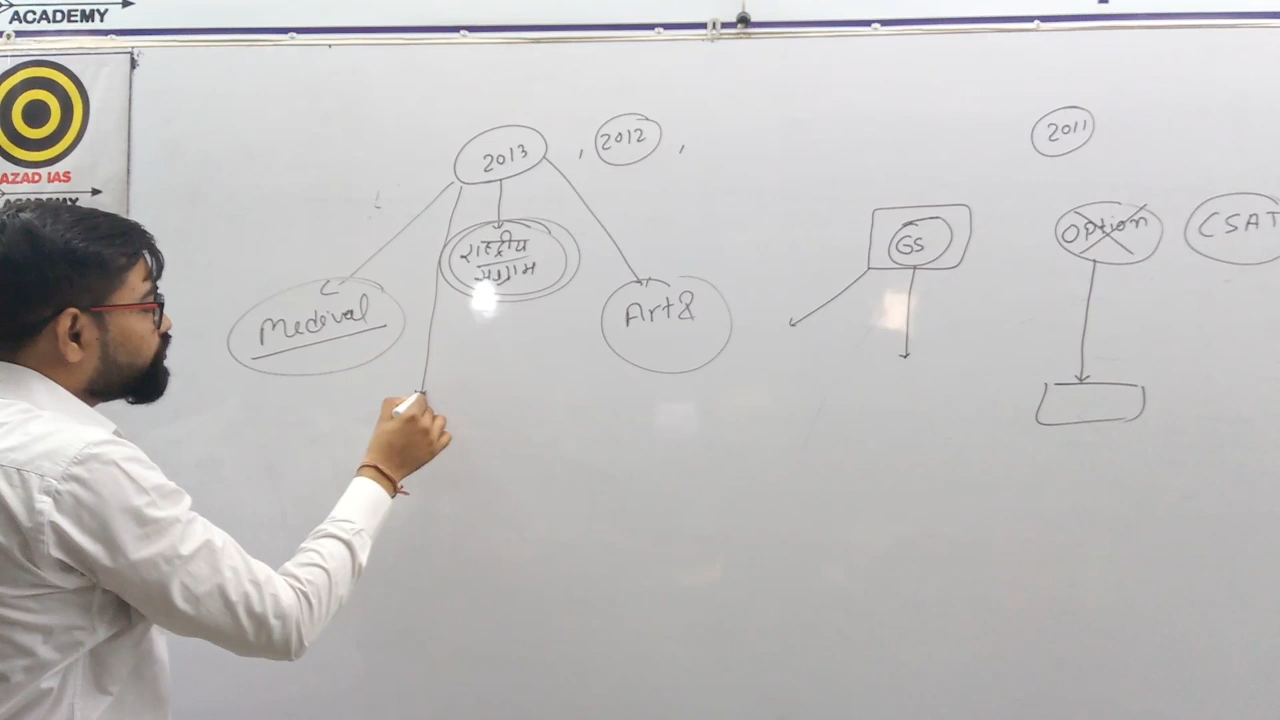 ACADEMY
AZAD IAS
ACADEMY
2013 , 2012 ,
2011
Medival
राष्ट्रीय
Art &
GS
Option
CSAT